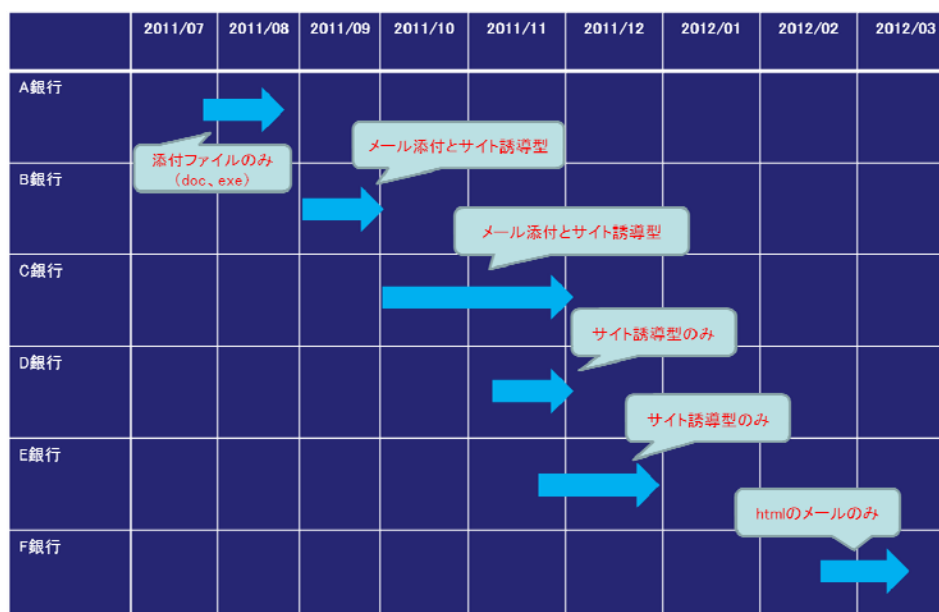 2011/07 2011/08 2011/09 2011/10 2011/11 2011/12 2012/01 2012/02 2012/03
A銀行
添付ファイルのみ
（doc、exe）
メール添付とサイト誘導型
B銀行
メール添付とサイト誘導型
C銀行
サイト誘導型のみ
D銀行
サイト誘導型のみ
E銀行
htmlのメールのみ
F銀行